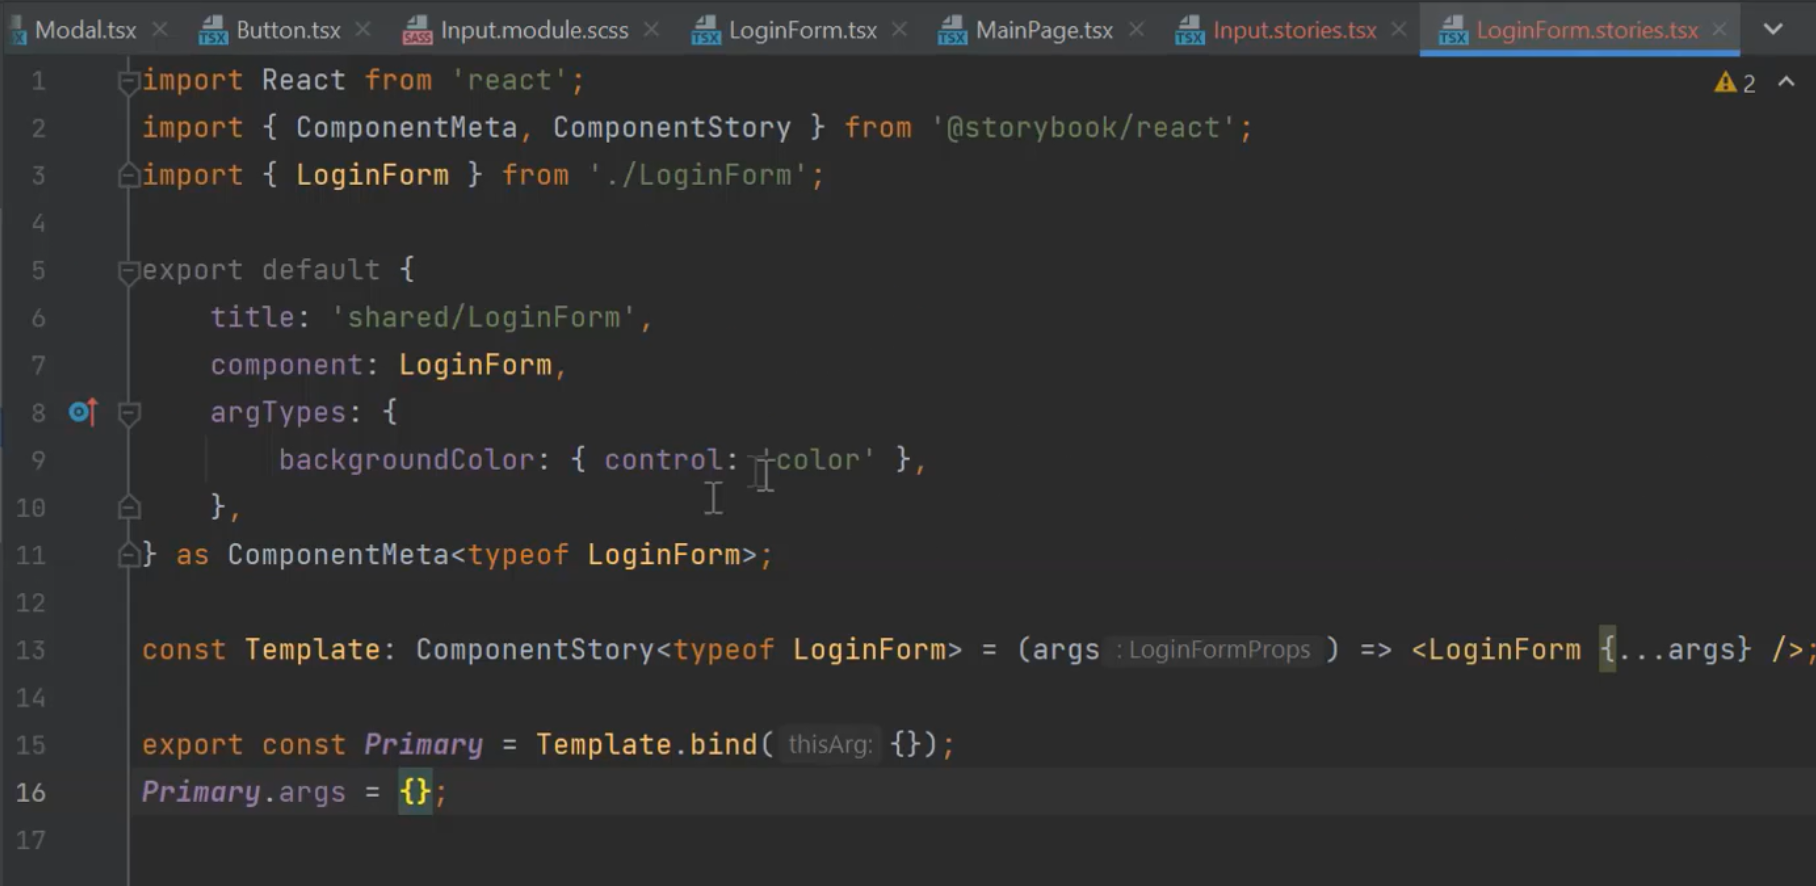 Modal.tsx Button.tsx Input.module.scss LoginForm.tsx MainPage.tsx Input.stories.tsx LoginForm.stories.tsx
1 import React from 'react'; 2
2 import { ComponentMeta, ComponentStory } from '@storybook/react';
3 import { LoginForm } from './LoginForm';
4
5 export default {
6 title: 'shared/LoginForm',
7 component: LoginForm,
8 argTypes: {
9 backgroundColor: { control: 'color' },
10 },
11 } as ComponentMeta<typeof LoginForm>;
12
13 const Template: ComponentStory<typeof LoginForm> = (args : LoginFormProps ) => <LoginForm {...args} />;
14
15 export const Primary = Template.bind( thisArg: {});
16 Primary.args = {};
17